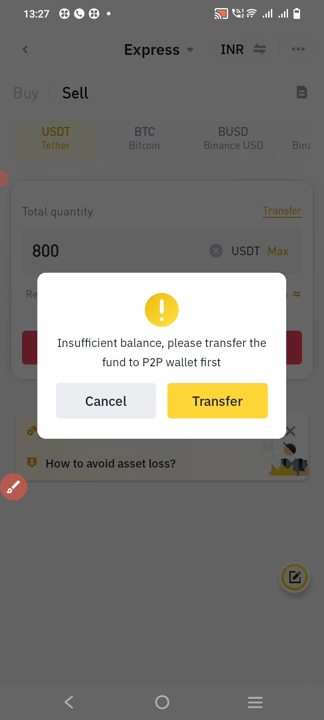 13:27
Express
INR
Buy
Sell
USDT
BTC
BUSD
Tether
Bitcoin
Binance USD
Bina
Total quantity
Transfer
800
USDT
Max
Re
Insufficient balance, please transfer the
fund to P2P wallet first
Cancel
Transfer
How to avoid asset loss?